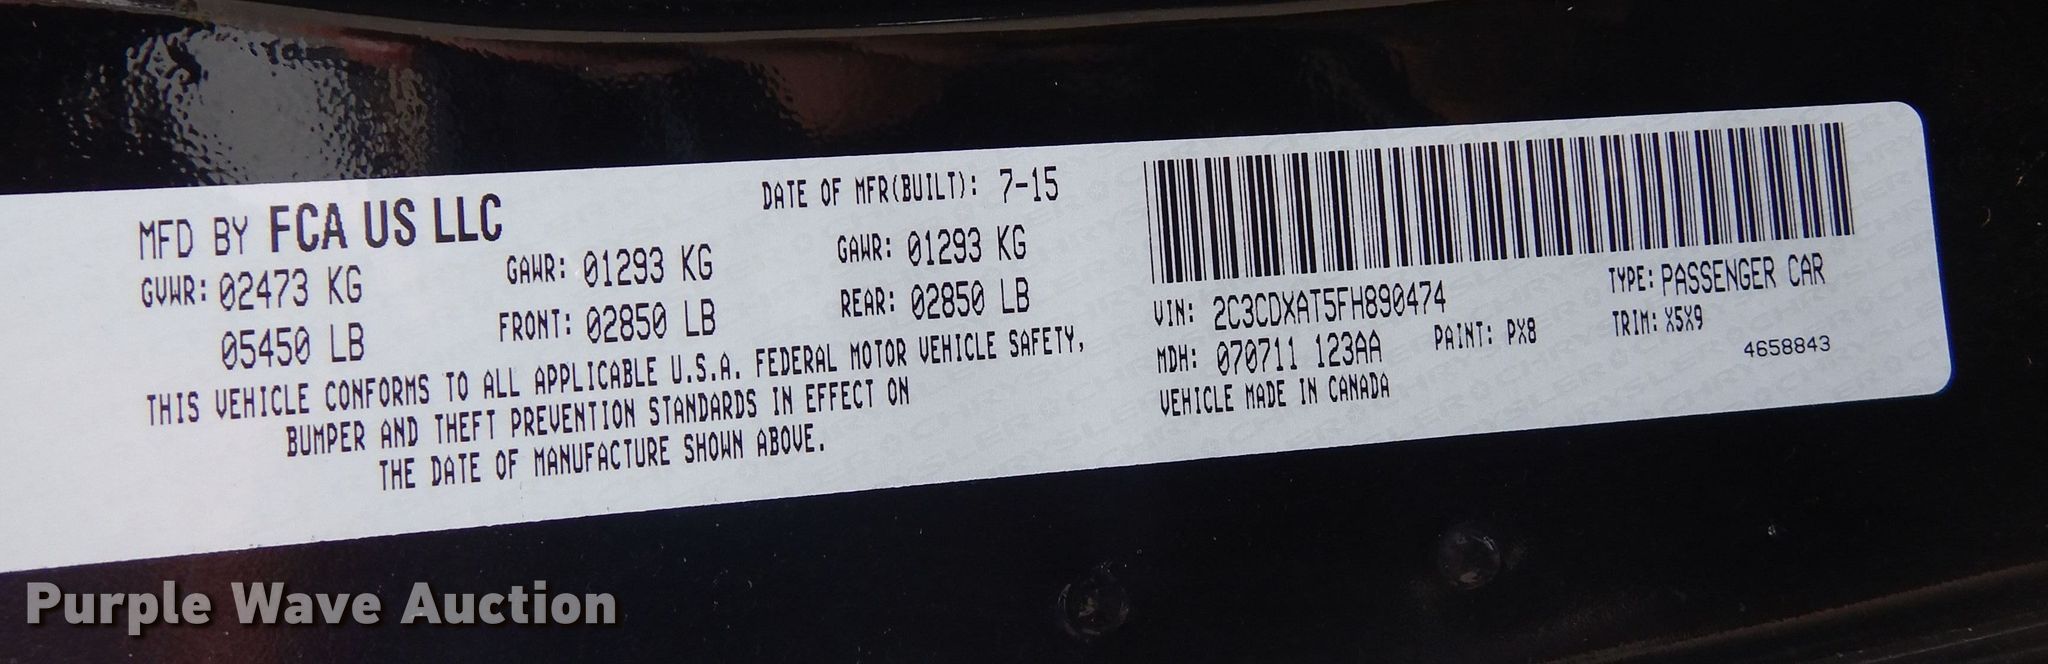 MFD BY FCA US LLC
DATE OF MFR(BUILT): 7-15
GVWR: 02473 KG
05450 LB
GAWR: 01293 KG
FRONT: 02850 LB
GAWR: 01293 KG
REAR: 02850 LB
THIS VEHICLE CONFORMS TO ALL APPLICABLE U.S.A. FEDERAL MOTOR VEHICLE SAFETY,
BUMPER AND THEFT PREVENTION STANDARDS IN EFFECT ON
THE DATE OF MANUFACTURE SHOWN ABOVE.
VIN: 2C3CDXAT5FH890474
TYPE: PASSENGER CAR
MDH: 070711 123AA
PAINT: PX8
TRIM: X5X9
VEHICLE MADE IN CANADA
4658843
Purple Wave Auction